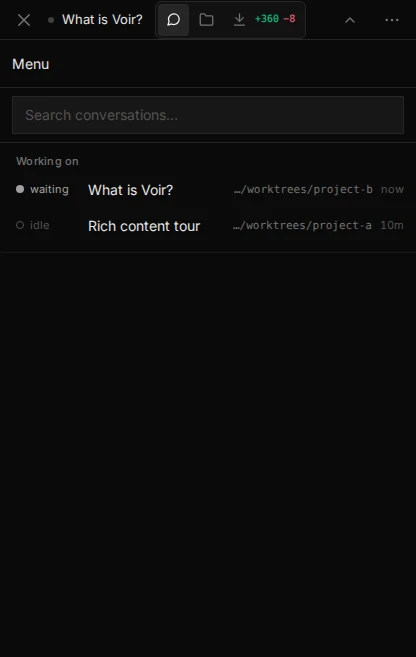 What is Voir? +360 −8
Menu
Search conversations...
Working on
waiting What is Voir? …/worktrees/project-b now
idle Rich content tour …/worktrees/project-a 10m